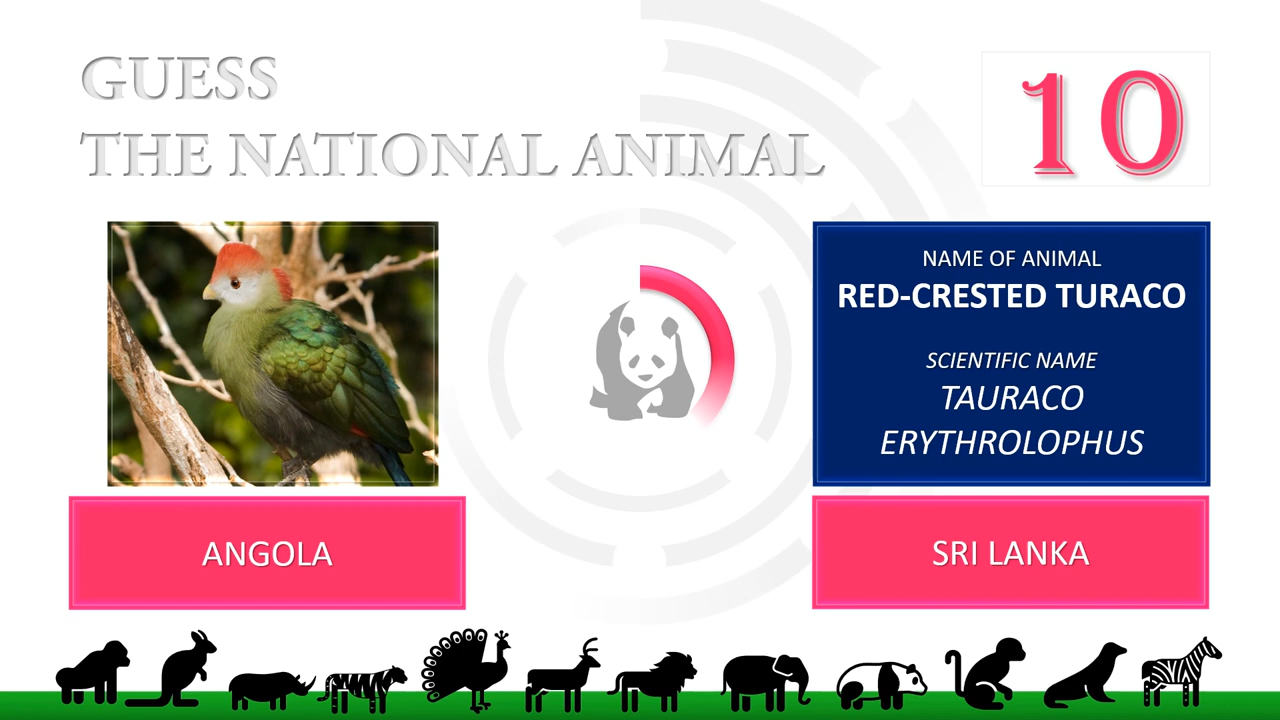 GUESS
THE NATIONAL ANIMAL
10
NAME OF ANIMAL
RED-CRESTED TURACO
SCIENTIFIC NAME
TAURACO
ERYTHROLOPHUS
ANGOLA
SRI LANKA